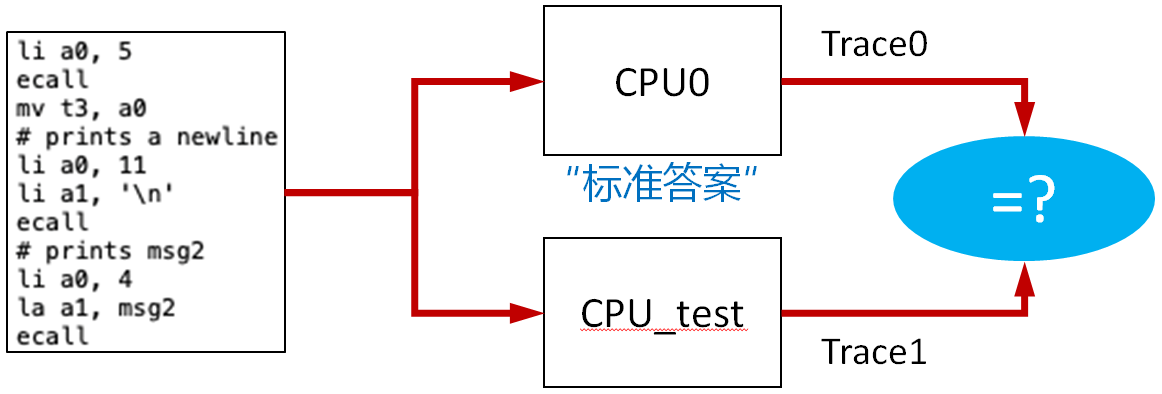 li a0, 5
ecall
mv t3, a0
# prints a newline
li a0, 11
li a1, '\n'
ecall
# prints msg2
li a0, 4
la a1, msg2
ecall
CPU0
“标准答案”
CPU_test
Trace0
=?
Trace1